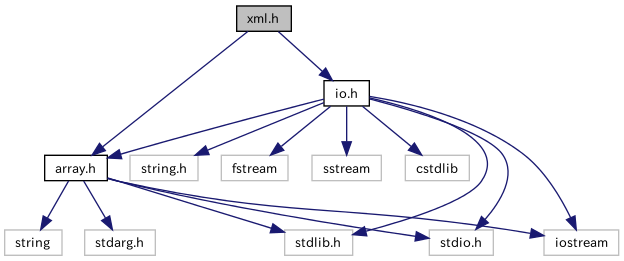 xml.h
io.h
array.h
string.h
fstream
sstream
cstdlib
string
stdarg.h
stdlib.h
stdio.h
iostream